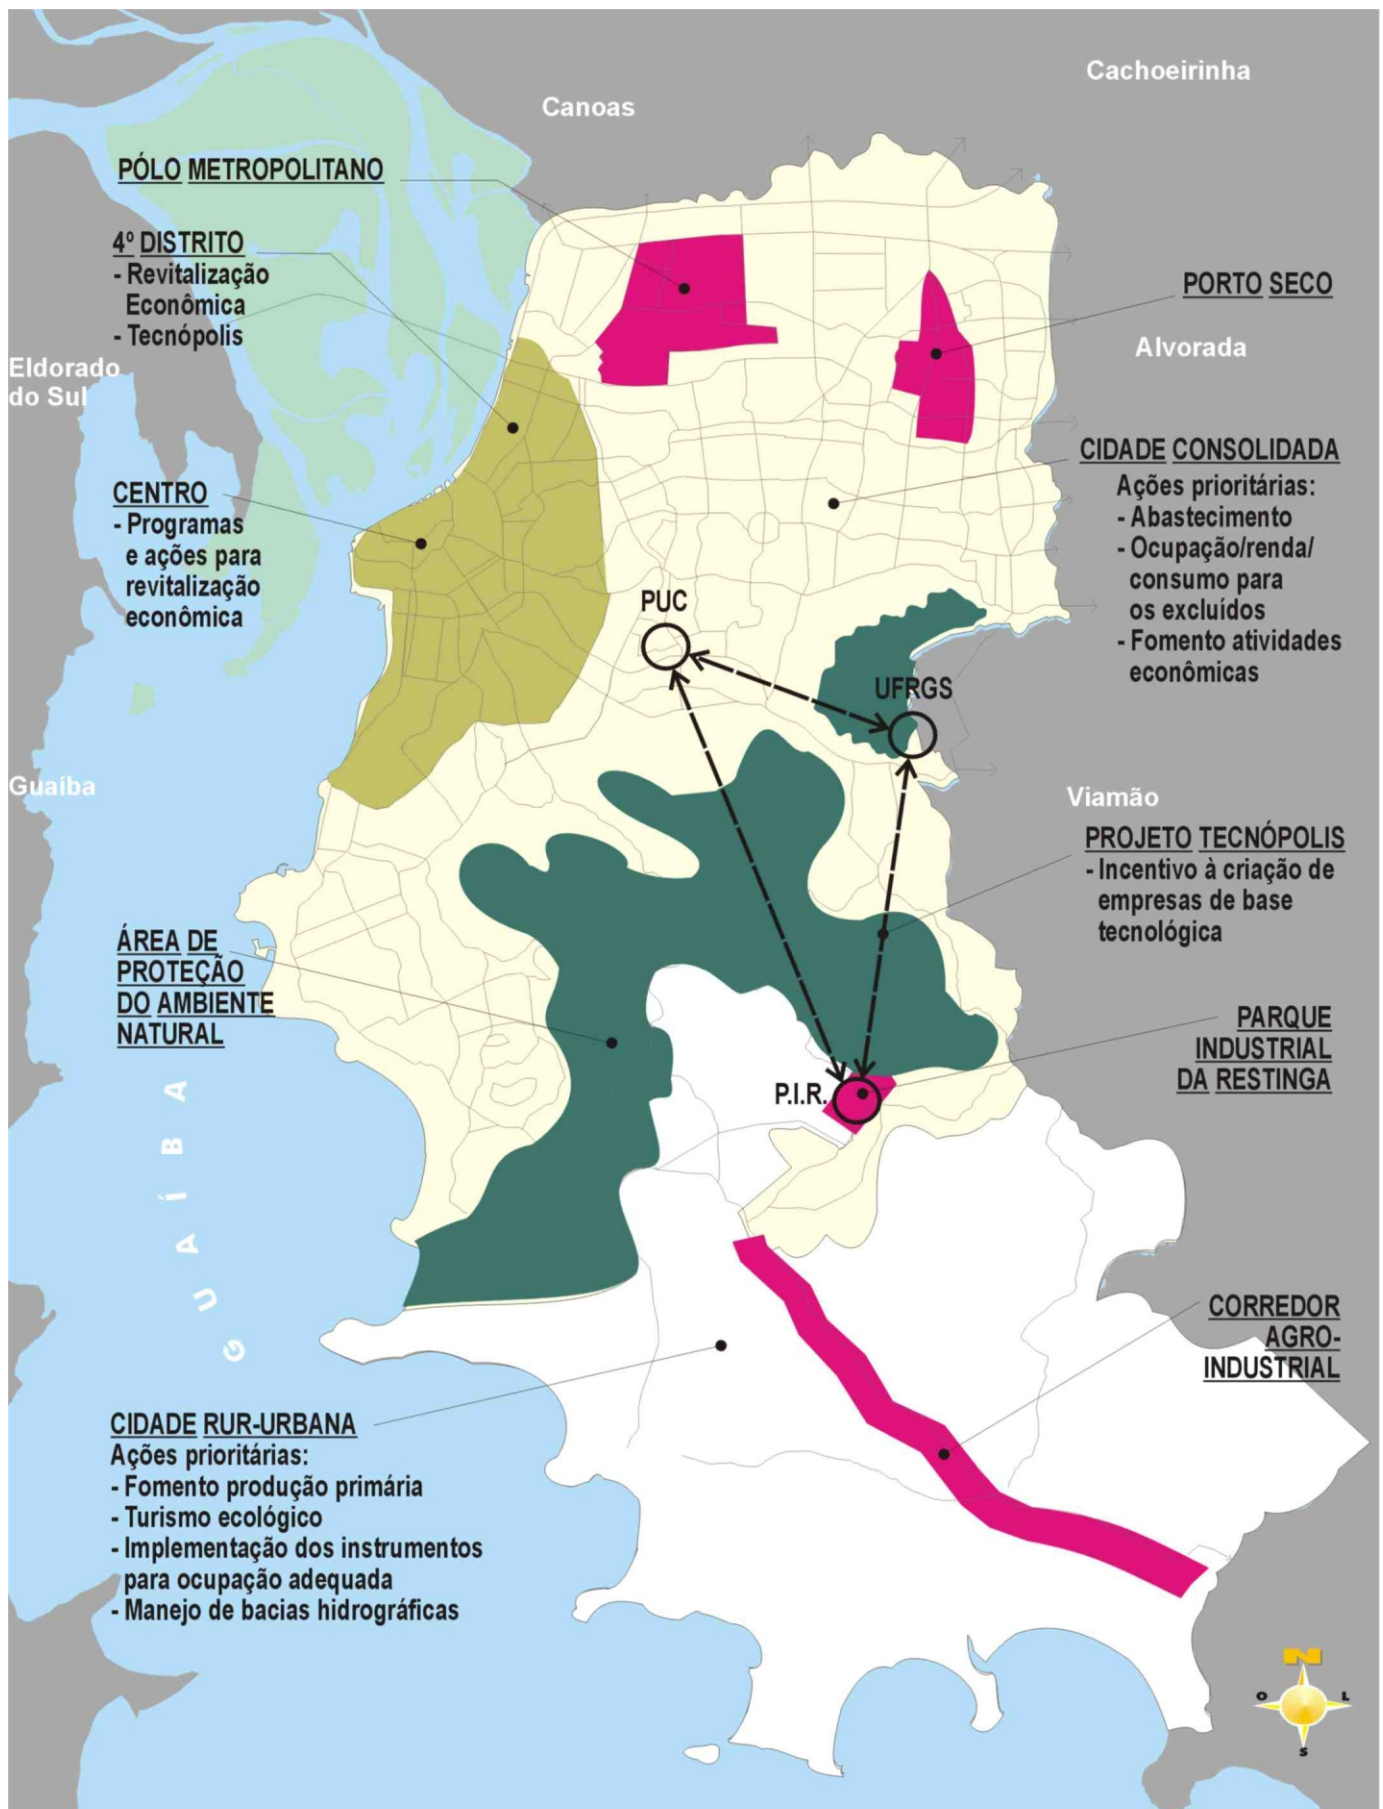 Cachoeirinha
Canoas
PÓLO METROPOLITANO
4º DISTRITO
- Revitalização
Econômica
- Tecnópolis
PORTO SECO
Alvorada
Eldorado
do Sul
CIDADE CONSOLIDADA
Ações prioritárias:
- Abastecimento
- Ocupação/renda/
consumo para
os excluídos
- Fomento atividades
econômicas
CENTRO
- Programas
e ações para
revitalização
econômica
PUC
UFRGS
Guaíba
Viamão
PROJETO TECNÓPOLIS
- Incentivo à criação de
empresas de base
tecnológica
ÁREA DE
PROTEÇÃO
DO AMBIENTE
NATURAL
PARQUE
INDUSTRIAL
DA RESTINGA
P.I.R.
GUAÍBA
CORREDOR
AGRO-
INDUSTRIAL
CIDADE RUR-URBANA
Ações prioritárias:
- Fomento produção primária
- Turismo ecológico
- Implementação dos instrumentos
para ocupação adequada
- Manejo de bacias hidrográficas
N
O L
S